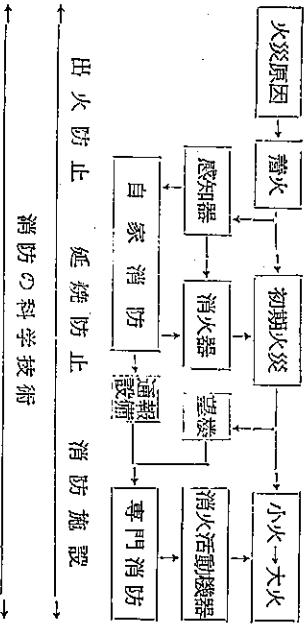 火災原因
着火
初期火災
小火→大火
感知器
消火器
望楼
消火活動機器
自家消防
通報
設備
専門消防
出火防止 延焼防止 消防施設
消防の科学技術